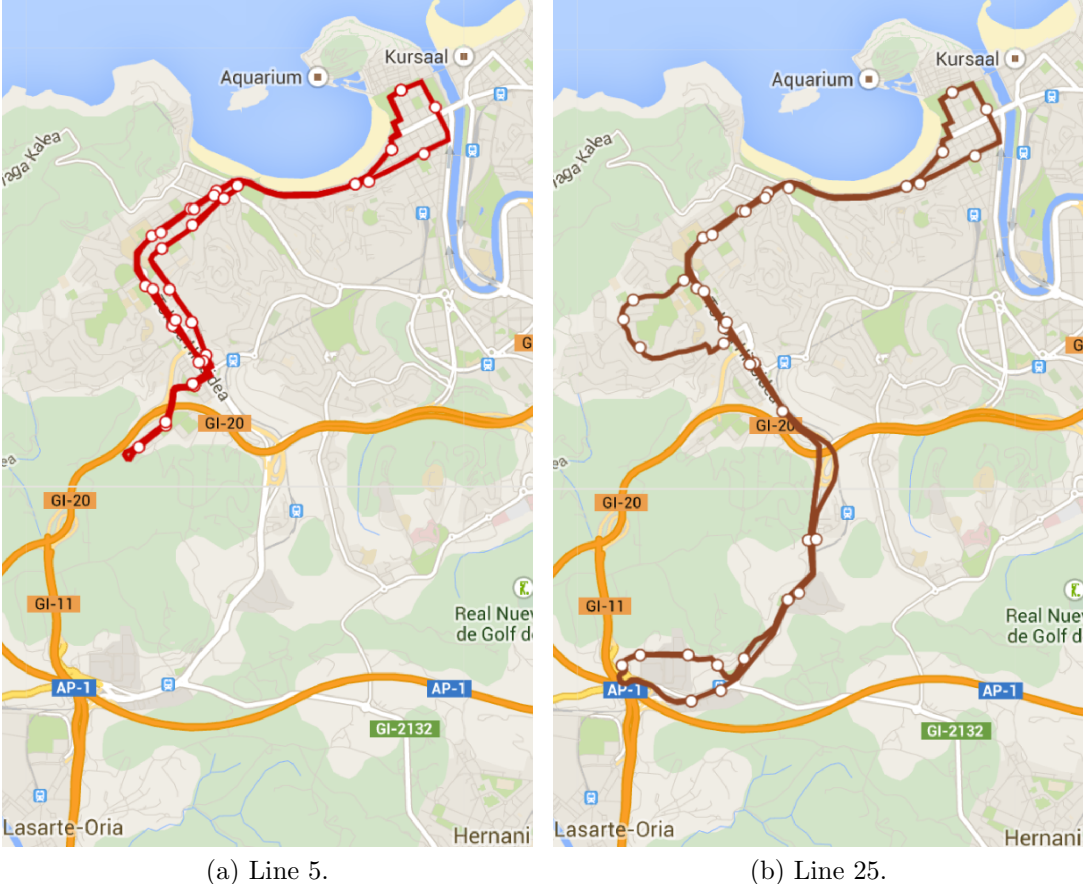 Kursaal
Aquarium
raga Kalea
GI-20
GI-20
GI-11
Real Nuev
de Golf de
AP-1
AP-1
GI-2132
Lasarte-Oria
Hernani
(a) Line 5.
Kursaal
Aquarium
raga Kalea
GI-20
GI-20
GI-11
Real Nuev
de Golf de
AP-1
AP-1
GI-2132
Lasarte-Oria
Hernani
(b) Line 25.